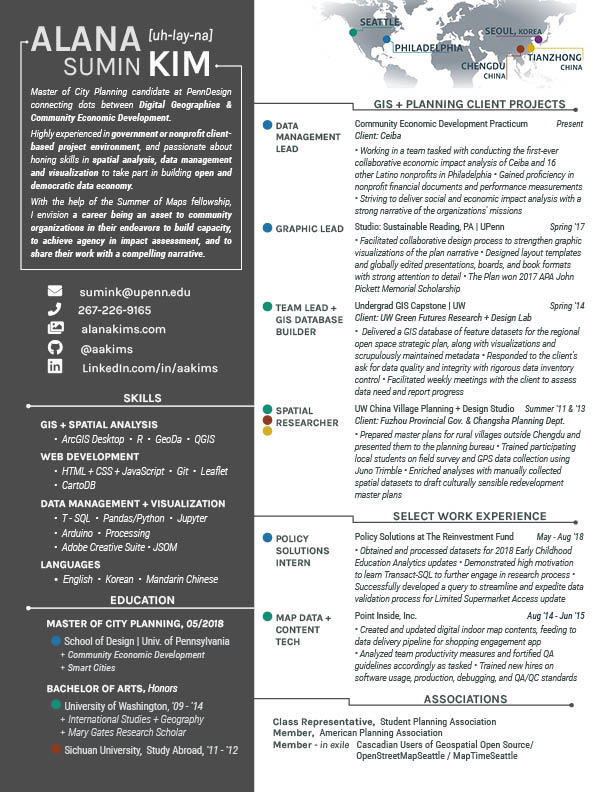 ALANA [uh-lay-na]
SUMIN KIM
Master of City Planning candidate at PennDesign
connecting dots between Digital Geographies &
Community Economic Development.
Highly experienced in government or nonprofit client-
based project environment, and passionate about
honing skills in spatial analysis, data management
and visualization to take part in building open and
democratic data economy.
With the help of the Summer of Maps fellowship,
I envision a career being an asset to community
organizations in their endeavors to build capacity,
to achieve agency in impact assessment, and to
share their work with a compelling narrative.
sumink@upenn.edu
267-226-9165
alanakims.com
@aakims
LinkedIn.com/in/aakims
SKILLS
GIS + SPATIAL ANALYSIS
• ArcGIS Desktop • R • GeoDa • QGIS
WEB DEVELOPMENT
• HTML + CSS + JavaScript • Git • Leaflet
• CartoDB
DATA MANAGEMENT + VISUALIZATION
• T - SQL • Pandas/Python • Jupyter
• Arduino • Processing
• Adobe Creative Suite • JSOM
LANGUAGES
• English • Korean • Mandarin Chinese
EDUCATION
MASTER OF CITY PLANNING, 05/2018
School of Design | Univ. of Pennsylvania
+ Community Economic Development
+ Smart Cities
BACHELOR OF ARTS, Honors
University of Washington, '09 - '14
+ International Studies + Geography
+ Mary Gates Research Scholar
Sichuan University, Study Abroad, '11 - '12
SEATTLE
PHILADELPHIA
SEOUL, KOREA
CHENGDU
CHINA
TIANZHONG
CHINA
GIS + PLANNING CLIENT PROJECTS
DATA
MANAGEMENT
LEAD
Community Economic Development Practicum Present
Client: Ceiba
• Working in a team tasked with conducting the first-ever
collaborative economic impact analysis of Ceiba and 16
other Latino nonprofits in Philadelphia • Gained proficiency in
nonprofit financial documents and performance measurements
• Striving to deliver social and economic impact analysis with a
strong narrative of the organizations' missions
GRAPHIC LEAD
Studio: Sustainable Reading, PA | UPenn Spring '17
• Facilitated collaborative design process to strengthen graphic
visualizations of the plan narrative • Designed layout templates
and globally edited presentations, boards, and book formats
with strong attention to detail • The Plan won 2017 APA John
Pickett Memorial Scholarship
TEAM LEAD +
GIS DATABASE
BUILDER
Undergrad GIS Capstone | UW Spring '14
Client: UW Green Futures Research + Design Lab
• Delivered a GIS database of feature datasets for the regional
open space strategic plan, along with visualizations and
scrupulously maintained metadata • Responded to the client's
ask for data quality and integrity with rigorous data inventory
control • Facilitated weekly meetings with the client to assess
data need and report progress
SPATIAL
RESEARCHER
UW China Village Planning + Design Studio Summer '11 & '13
Client: Fuzhou Provincial Gov. & Changsha Planning Dept.
• Prepared master plans for rural villages outside Chengdu and
presented them to the planning bureau • Trained participating
local students on field survey and GPS data collection using
Juno Trimble • Enriched analyses with manually collected
spatial datasets to draft culturally sensible redevelopment
master plans
SELECT WORK EXPERIENCE
POLICY
SOLUTIONS
INTERN
Policy Solutions at The Reinvestment Fund May - Aug '18
• Obtained and processed datasets for 2018 Early Childhood
Education Analytics updates • Demonstrated high motivation
to learn Transact-SQL to further engage in research process •
Successfully developed a query to streamline and expedite data
validation process for Limited Supermarket Access update
MAP DATA +
CONTENT
TECH
Point Inside, Inc. Aug '14 - Jun '15
• Created and updated digital indoor map contents, feeding to
data delivery pipeline for shopping engagement app
• Analyzed team productivity measures and fortified QA
guidelines accordingly as tasked • Trained new hires on
software usage, production, debugging, and QA/QC standards
ASSOCIATIONS
Class Representative, Student Planning Association
Member, American Planning Association
Member - in exile Cascadian Users of Geospatial Open Source/
OpenStreetMapSeattle / MapTimeSeattle